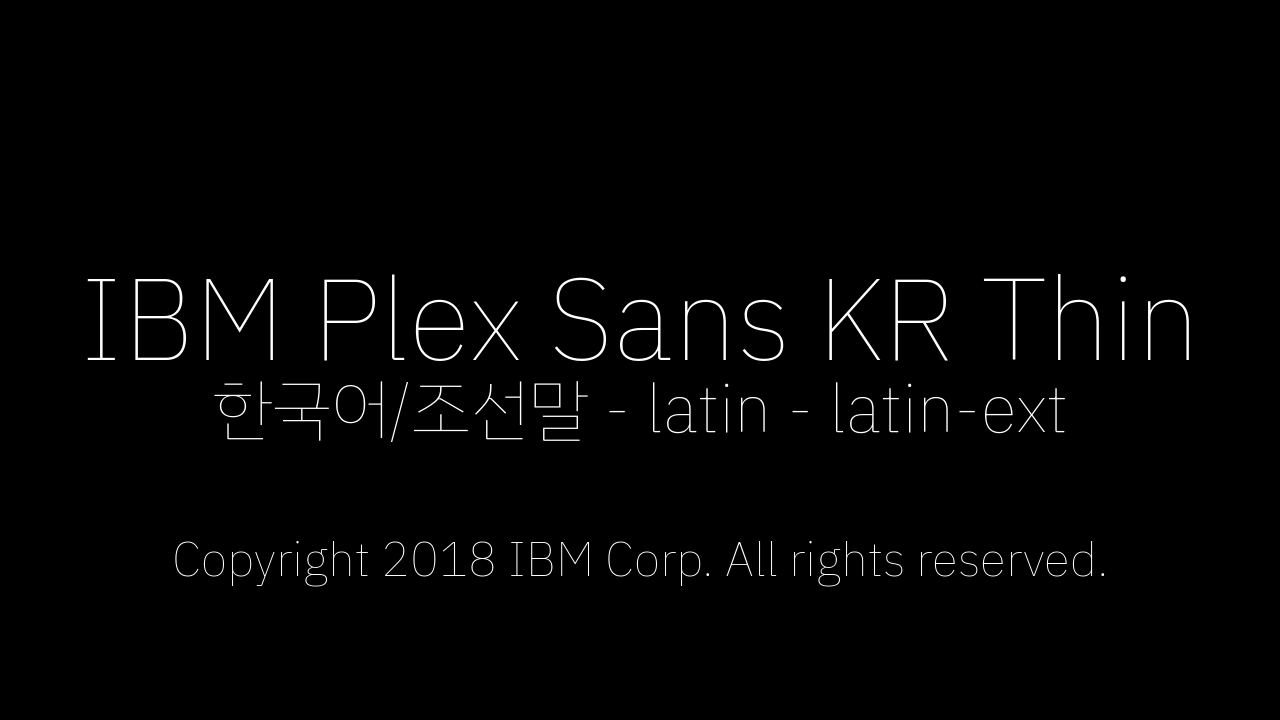 IBM Plex Sans KR Thin
한국어/조선말 - latin - latin-ext
Copyright 2018 IBM Corp. All rights reserved.